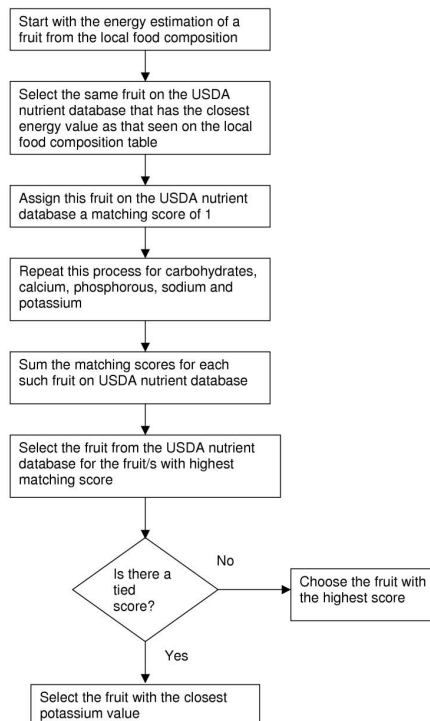 Start with the energy estimation of a
fruit from the local food composition
Select the same fruit on the USDA
nutrient database that has the closest
energy value as that seen on the local
food composition table
Assign this fruit on the USDA nutrient
database a matching score of 1
Repeat this process for carbohydrates,
calcium, phosphorous, sodium and
potassium
Sum the matching scores for each
such fruit on USDA nutrient database
Select the fruit from the USDA nutrient
database for the fruit/s with highest
matching score
Is there a
tied
score?
No
Choose the fruit with
the highest score
Yes
Select the fruit with the closest
potassium value